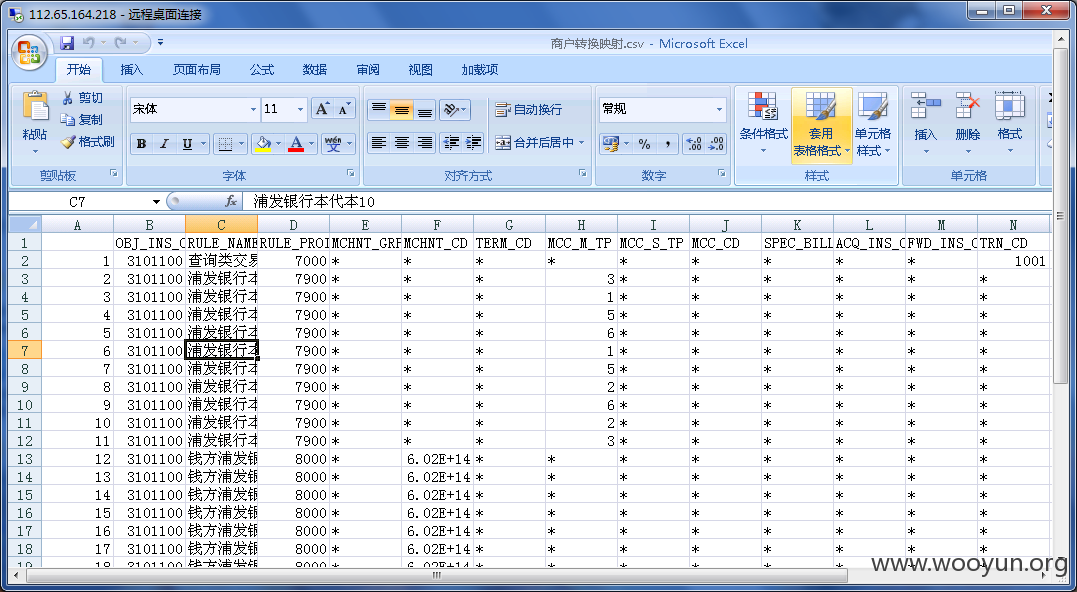 112.65.164.218 - 远程桌面连接
商户转换映射.csv - Microsoft Excel
开始 插入 页面布局 公式 数据 审阅 视图 加载项
粘贴 剪切 复制 格式刷
宋体 11
B I U
wén
自动换行
合并后居中
常规
% ,
条件格式 套用表格格式 单元格样式
插入 删除 格式
剪贴板 字体 对齐方式 数字 样式 单元格
C7 fx 浦发银行本代本10
A B C D E F G H I J K L M N
1 OBJ_INS_C RULE_NAME RULE_PROI MCHNT_GRP MCHNT_CD TERM_CD MCC_M_TP MCC_S_TP MCC_CD SPEC_BILL ACQ_INS_C FWD_INS_C TRN_CD
2 1 3101100 查询类交易 7000 * * * * * * * * * 1001
3 2 3101100 浦发银行本 7900 * * * 3 * * * * * *
4 3 3101100 浦发银行本 7900 * * * 1 * * * * * *
5 4 3101100 浦发银行本 7900 * * * 5 * * * * * *
6 5 3101100 浦发银行本 7900 * * * 6 * * * * * *
7 6 3101100 浦发银行本 7900 * * * 1 * * * * * *
8 7 3101100 浦发银行本 7900 * * * 5 * * * * * *
9 8 3101100 浦发银行本 7900 * * * 2 * * * * * *
10 9 3101100 浦发银行本 7900 * * * 6 * * * * * *
11 10 3101100 浦发银行本 7900 * * * 2 * * * * * *
12 11 3101100 浦发银行本 7900 * * * 3 * * * * * *
13 12 3101100 钱方浦发银 8000 * 6.02E+14 * * * * * * * *
14 13 3101100 钱方浦发银 8000 * 6.02E+14 * * * * * * * *
15 14 3101100 钱方浦发银 8000 * 6.02E+14 * * * * * * * *
16 15 3101100 钱方浦发银 8000 * 6.02E+14 * * * * * * * *
17 16 3101100 钱方浦发银 8000 * 6.02E+14 * * * * * * * *
18 17 3101100 钱方浦发银 8000 * 6.02E+14 * * * * * * * *
19 18 3101100 钱方浦发银 8000 * 6.02E+14 * * * * * * * *
www.wooyun.org